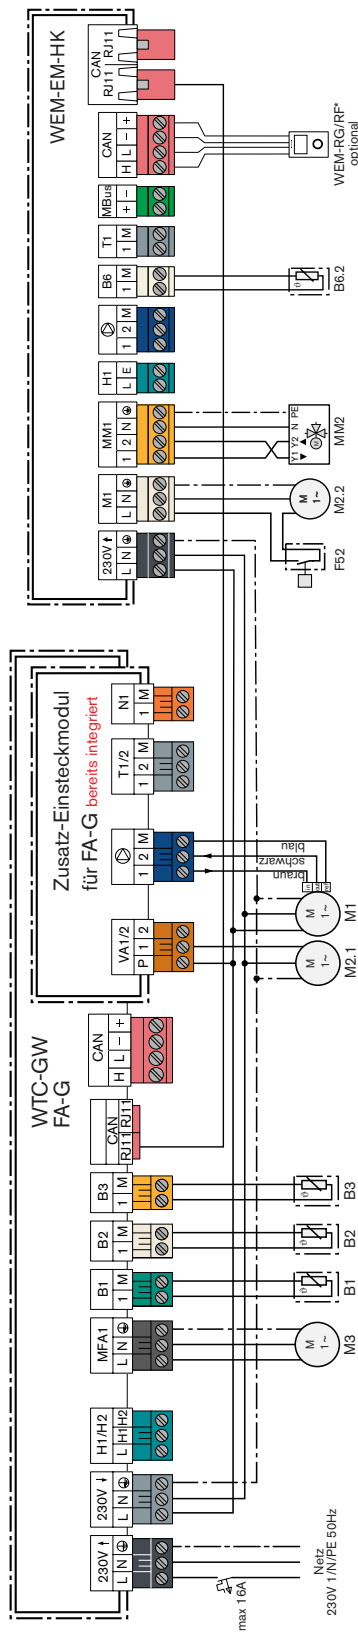 WTC-GW
FA-G
Zusatz-Einsteckmodul
für FA-G bereits integriert
WEM-EM-HK
230V
L N
230V
L N
H1/H2
L H1 H2
MFA1
L N
B1
1 M
B2
1 M
B3
1 M
CAN
RJ11 RJ11
CAN
H L − +
VA1/2
P 1 2
1 2 M
T1/2
1 2 M
N1
1 M
230V
L N
M1
L N
MM1
1 2 N
H1
L E
1 2 M
B6
1 M
T1
1 M
MBus
+ −
CAN
H L − +
CAN
RJ11 RJ11
max 16A
Netz
230V 1/N/PE 50Hz
M
1~
M3
B1
B2
B3
M
1~
M2.1
M
1~
M1
braun
schwarz
blau
F52
M
1~
M2.2
Y1 Y2 N PE
M
MM2
B6.2
WEM-RG/RF*
optional